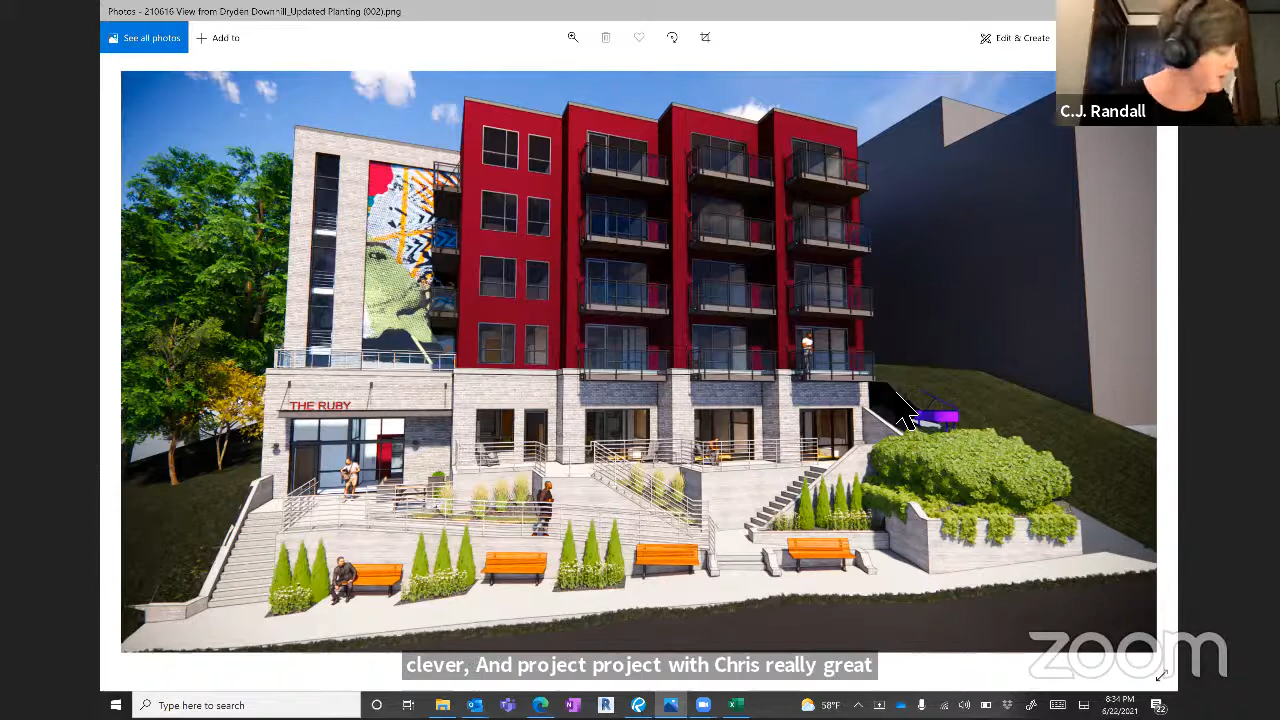 Photos - 210616 View from Dryden Downhill_Updated Planting (002).png
See all photos
Add to
Edit & Create
C.J. Randall
THE RUBY
clever, And project project with Chris really great
zoom
Type here to search
58°F
8:34 PM
6/22/2021
22